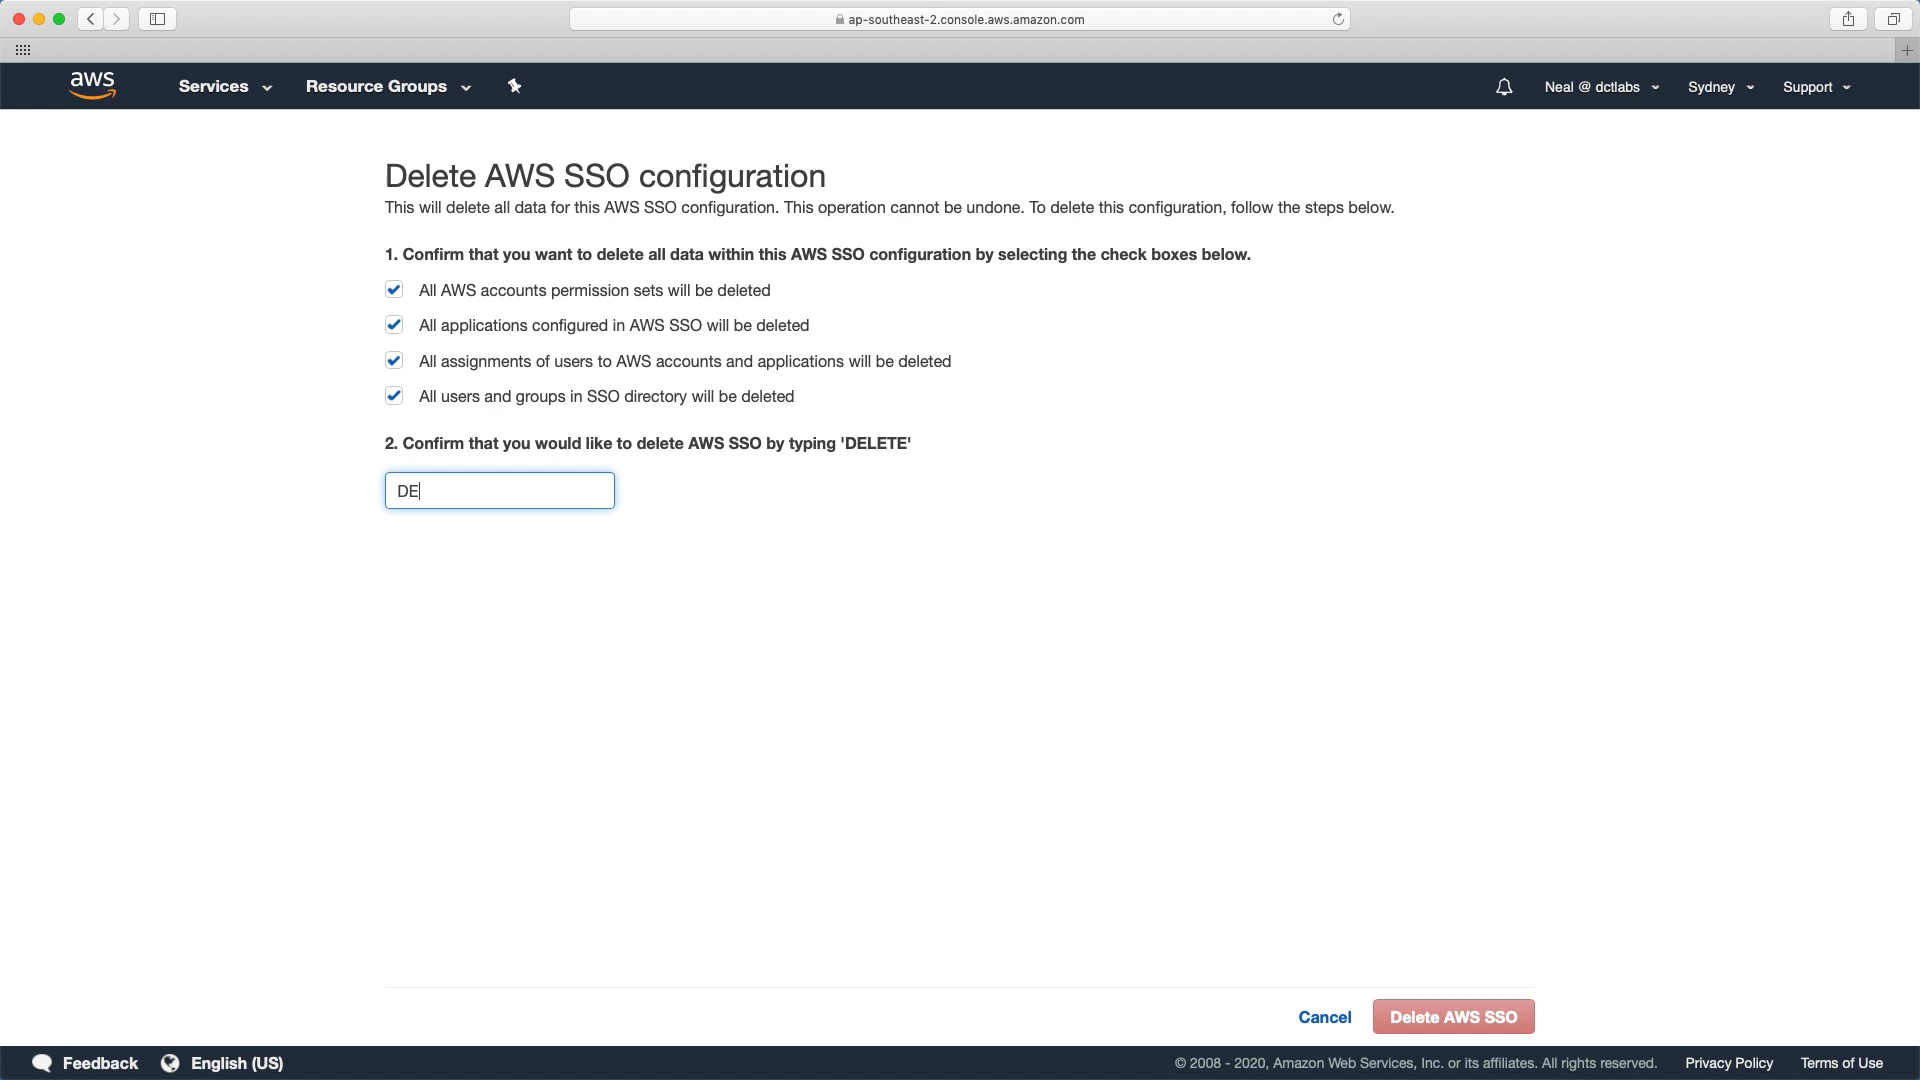 ap-southeast-2.console.aws.amazon.com
aws Services Resource Groups Neal @ dctlabs Sydney Support
Delete AWS SSO configuration
This will delete all data for this AWS SSO configuration. This operation cannot be undone. To delete this configuration, follow the steps below.
1. Confirm that you want to delete all data within this AWS SSO configuration by selecting the check boxes below.
All AWS accounts permission sets will be deleted
All applications configured in AWS SSO will be deleted
All assignments of users to AWS accounts and applications will be deleted
All users and groups in SSO directory will be deleted
2. Confirm that you would like to delete AWS SSO by typing 'DELETE'
DE
Cancel Delete AWS SSO
Feedback English (US) © 2008 - 2020, Amazon Web Services, Inc. or its affiliates. All rights reserved. Privacy Policy Terms of Use